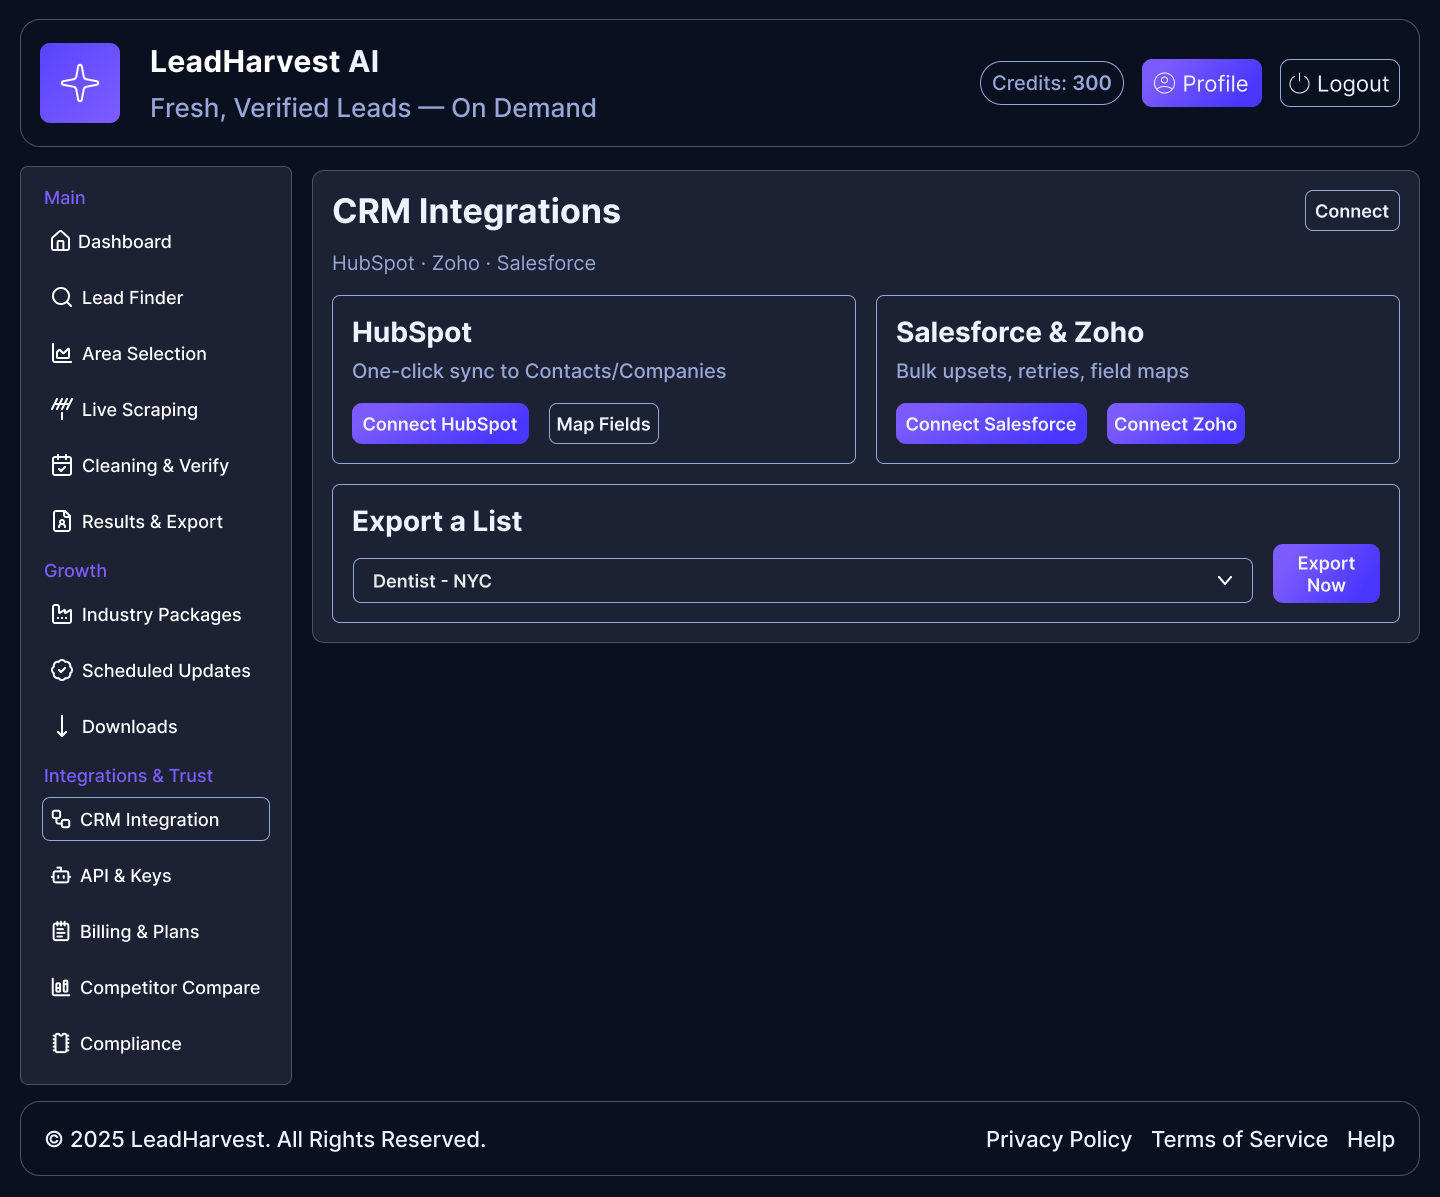 LeadHarvest AI
Fresh, Verified Leads — On Demand
Credits: 300
Profile
Logout
Main
Dashboard
Lead Finder
Area Selection
Live Scraping
Cleaning & Verify
Results & Export
Growth
Industry Packages
Scheduled Updates
Downloads
Integrations & Trust
CRM Integration
API & Keys
Billing & Plans
Competitor Compare
Compliance
CRM Integrations
Connect
HubSpot · Zoho · Salesforce
HubSpot
One-click sync to Contacts/Companies
Connect HubSpot
Map Fields
Salesforce & Zoho
Bulk upsets, retries, field maps
Connect Salesforce
Connect Zoho
Export a List
Dentist - NYC
Export
Now
© 2025 LeadHarvest. All Rights Reserved.
Privacy Policy
Terms of Service
Help